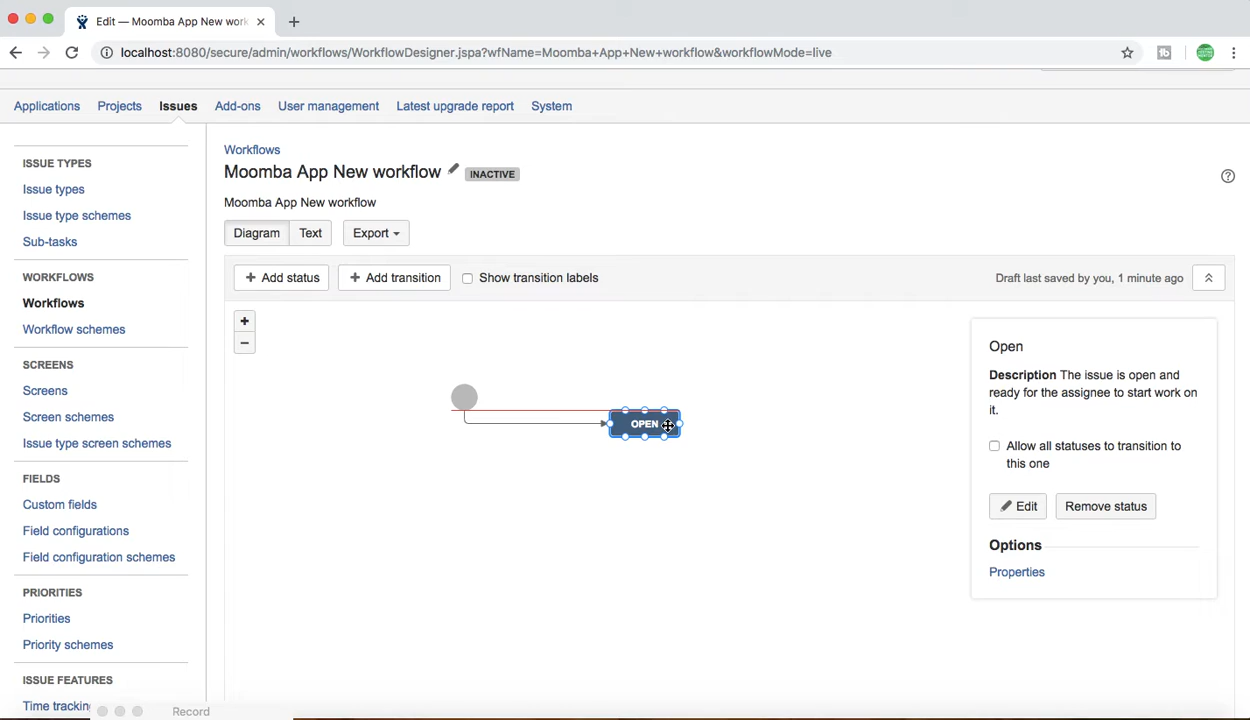 Edit — Moomba App New work
localhost:8080/secure/admin/workflows/WorkflowDesigner.jspa?wfName=Moomba+App+New+workflow&workflowMode=live
Applications Projects Issues Add-ons User management Latest upgrade report System
ISSUE TYPES
Issue types
Issue type schemes
Sub-tasks
WORKFLOWS
Workflows
Workflow schemes
SCREENS
Screens
Screen schemes
Issue type screen schemes
FIELDS
Custom fields
Field configurations
Field configuration schemes
PRIORITIES
Priorities
Priority schemes
ISSUE FEATURES
Time tracking
Workflows
Moomba App New workflow INACTIVE
Moomba App New workflow
Diagram Text Export
+ Add status + Add transition Show transition labels Draft last saved by you, 1 minute ago
+
−
OPEN
Open
Description The issue is open and
ready for the assignee to start work on
it.
Allow all statuses to transition to
this one
Edit Remove status
Options
Properties
Record